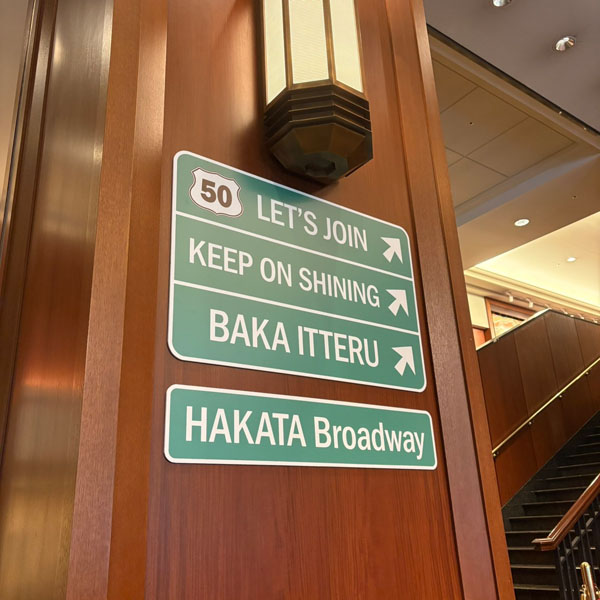 50 LET'S JOIN
KEEP ON SHINING
BAKA ITTERU
HAKATA Broadway